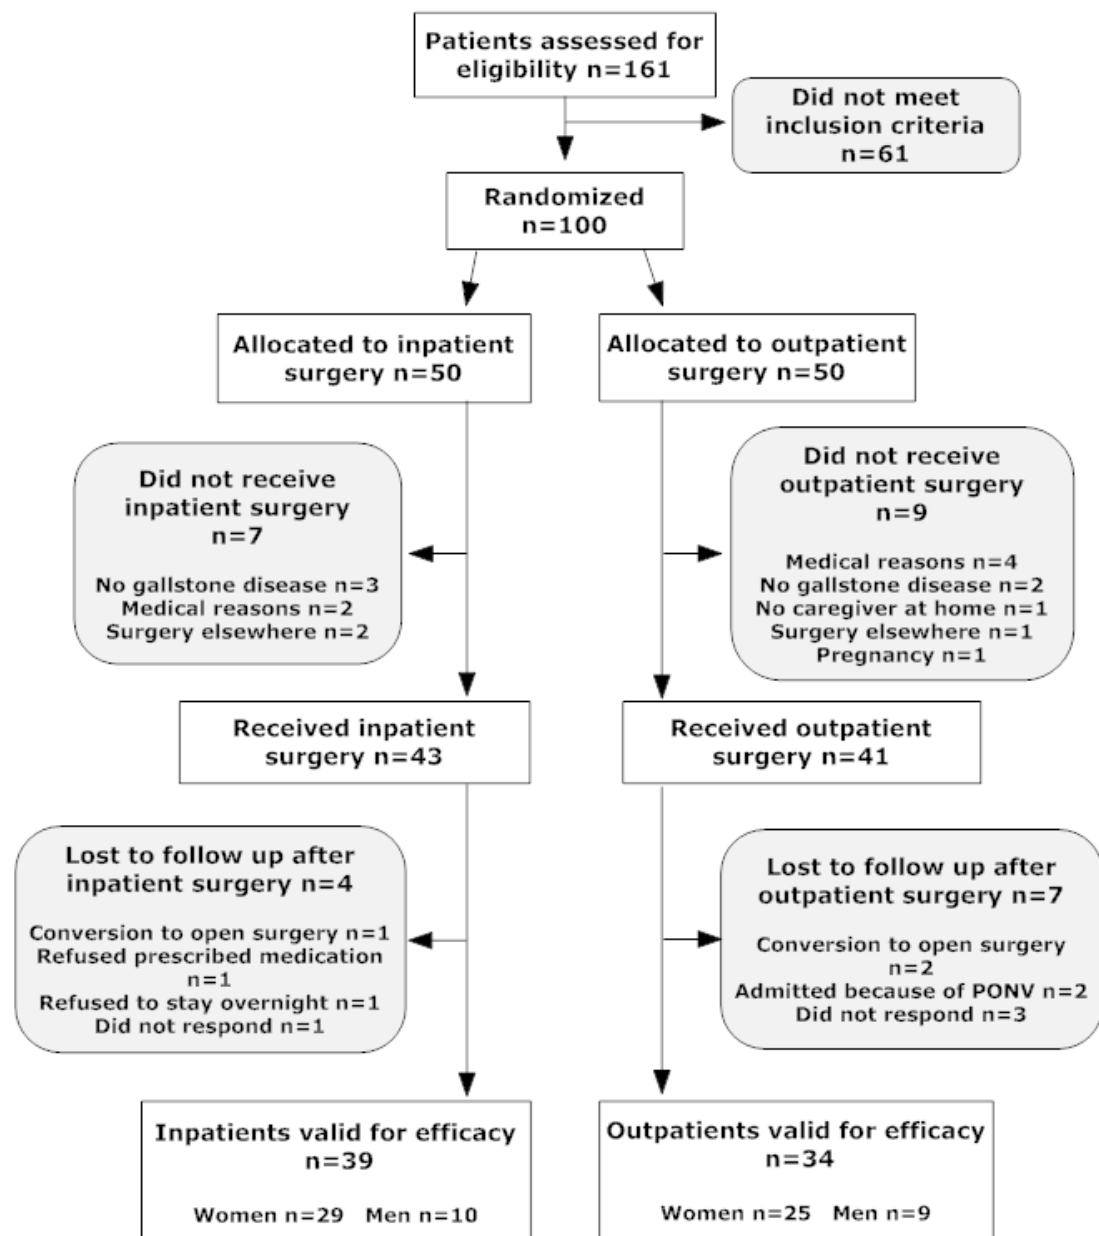 Patients assessed for
eligibility n=161
Did not meet
inclusion criteria
n=61
Randomized
n=100
Allocated to inpatient
surgery n=50
Allocated to outpatient
surgery n=50
Did not receive
inpatient surgery
n=7
No gallstone disease n=3
Medical reasons n=2
Surgery elsewhere n=2
Did not receive
outpatient surgery
n=9
Medical reasons n=4
No gallstone disease n=2
No caregiver at home n=1
Surgery elsewhere n=1
Pregnancy n=1
Received inpatient
surgery n=43
Received outpatient
surgery n=41
Lost to follow up after
inpatient surgery n=4
Conversion to open surgery n=1
Refused prescribed medication
n=1
Refused to stay overnight n=1
Did not respond n=1
Lost to follow up after
outpatient surgery n=7
Conversion to open surgery
n=2
Admitted because of PONV n=2
Did not respond n=3
Inpatients valid for efficacy
n=39
Women n=29 Men n=10
Outpatients valid for efficacy
n=34
Women n=25 Men n=9